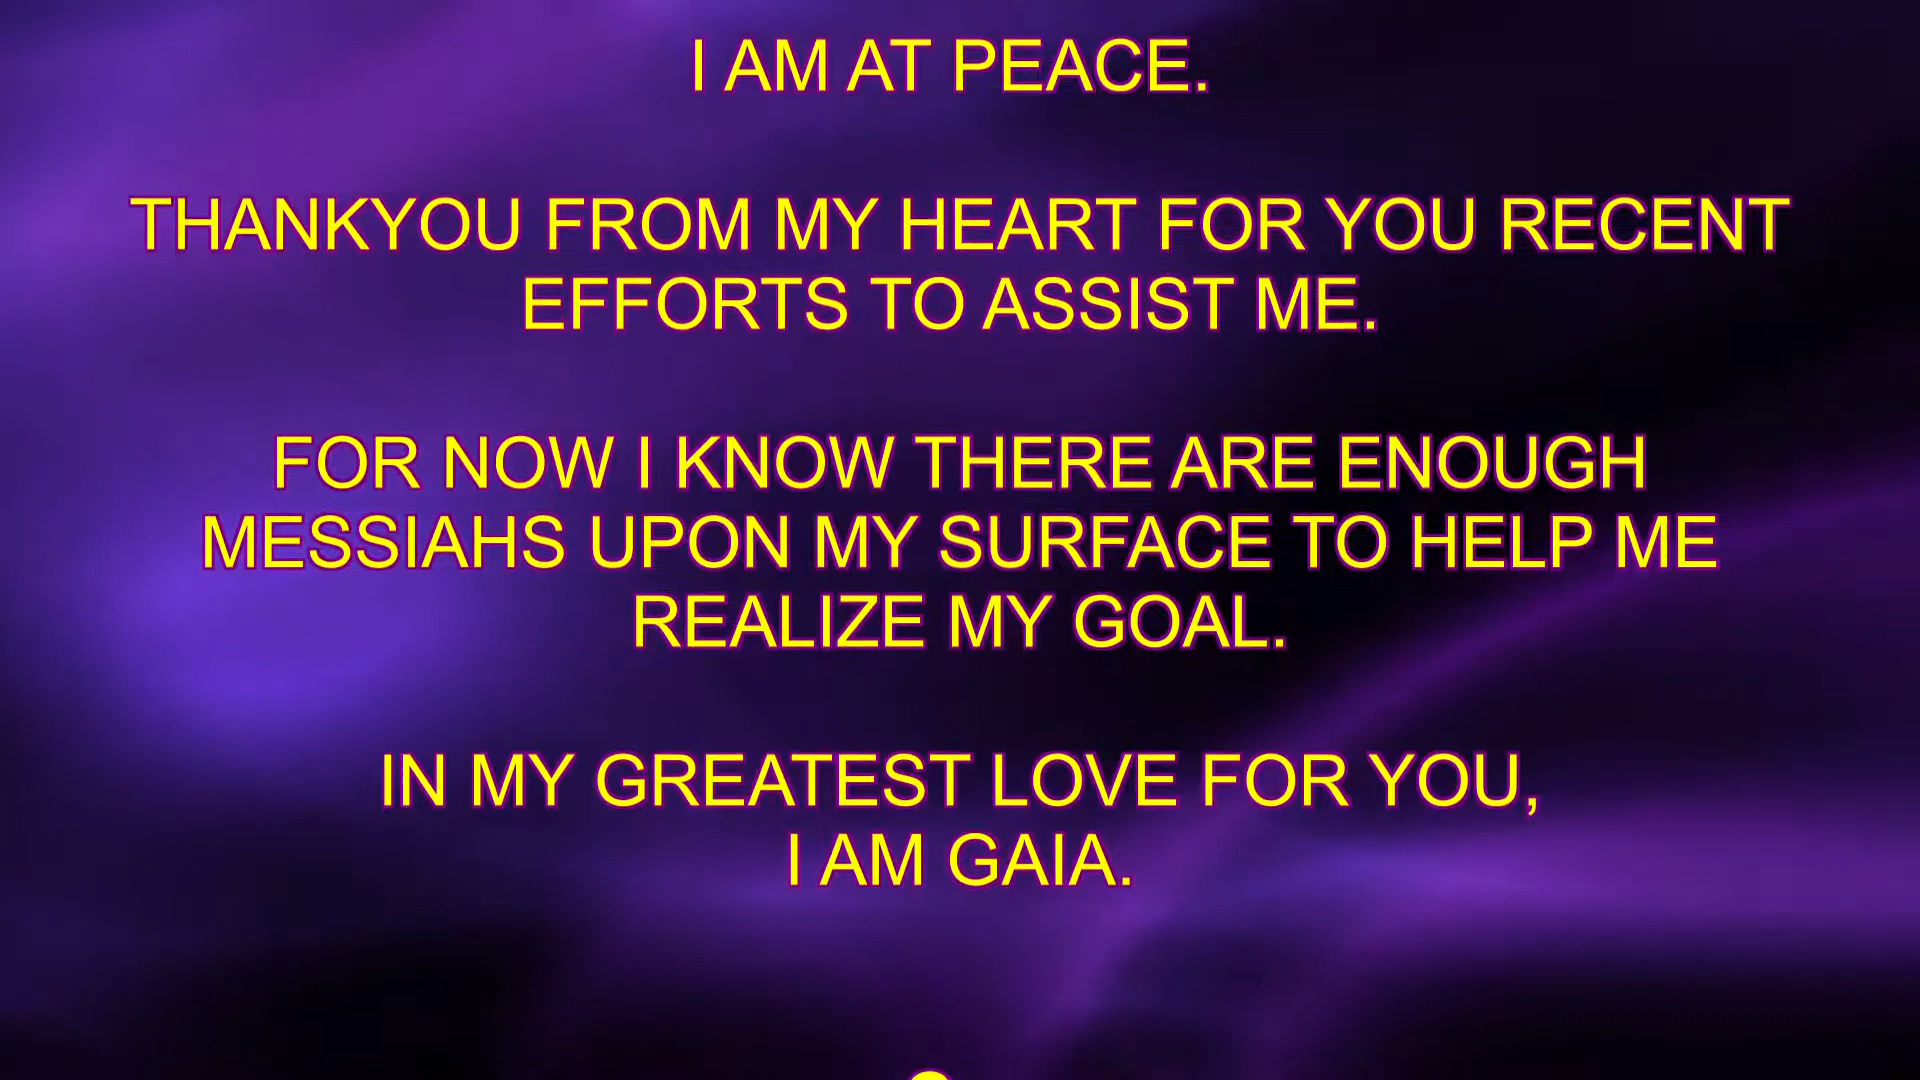 I AM AT PEACE.
THANKYOU FROM MY HEART FOR YOU RECENT
EFFORTS TO ASSIST ME.
FOR NOW I KNOW THERE ARE ENOUGH
MESSIAHS UPON MY SURFACE TO HELP ME
REALIZE MY GOAL.
IN MY GREATEST LOVE FOR YOU,
I AM GAIA.